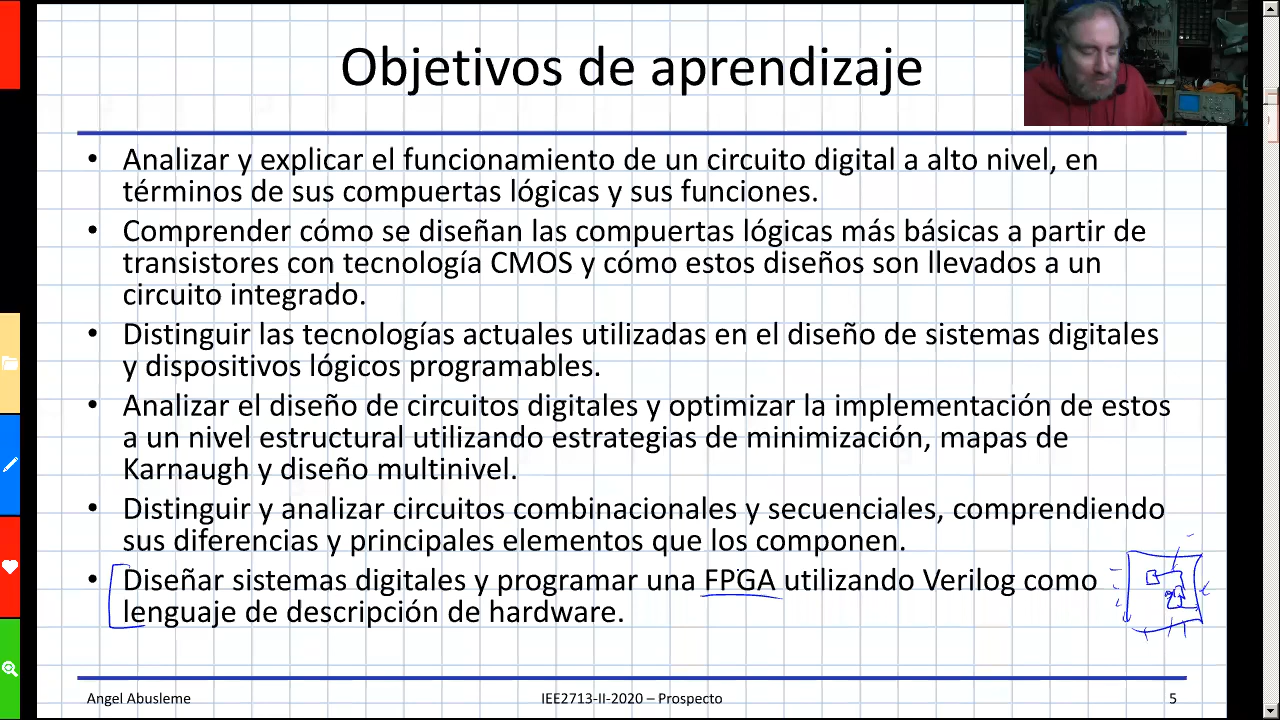 Objetivos de aprendizaje
• Analizar y explicar el funcionamiento de un circuito digital a alto nivel, en
términos de sus compuertas lógicas y sus funciones.
• Comprender cómo se diseñan las compuertas lógicas más básicas a partir de
transistores con tecnología CMOS y cómo estos diseños son llevados a un
circuito integrado.
• Distinguir las tecnologías actuales utilizadas en el diseño de sistemas digitales
y dispositivos lógicos programables.
• Analizar el diseño de circuitos digitales y optimizar la implementación de estos
a un nivel estructural utilizando estrategias de minimización, mapas de
Karnaugh y diseño multinivel.
• Distinguir y analizar circuitos combinacionales y secuenciales, comprendiendo
sus diferencias y principales elementos que los componen.
• Diseñar sistemas digitales y programar una FPGA utilizando Verilog como
lenguaje de descripción de hardware.
Angel Abusleme
IEE2713-II-2020 – Prospecto
5